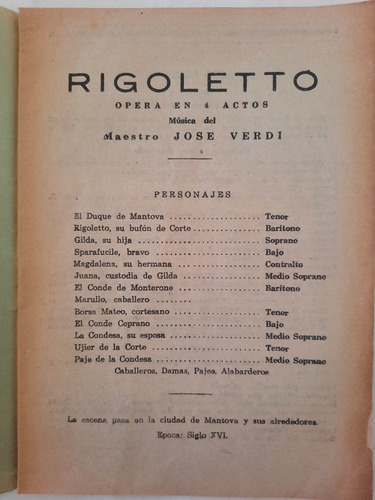 RIGOLETTO
OPERA EN 4 ACTOS
Música del
Maestro JOSE VERDI
PERSONAJES
El Duque de Mantova .................... Tenor
Rigoletto, su bufón de Corte ............. Barítono
Gilda, su hija ......................... Soprano
Sparafucile, bravo ..................... Bajo
Magdalena, su hermana ................. Contralto
Juana, custodia de Gilda ................ Medio Soprano
El Conde de Monterone ................. Barítono
Marullo, caballero ........
Borsa Mateo, cortesano ................. Tenor
El Conde Ceprano ...................... Bajo
La Condesa, su esposa .................. Medio Soprano
Ujier de la Corte ....................... Tenor
Paje de la Condesa ..................... Medio Soprano
Caballeros, Damas, Pajes, Alabarderos
La escena pasa en la ciudad de Mantova y sus alrededores.
Epoca: Siglo XVI.